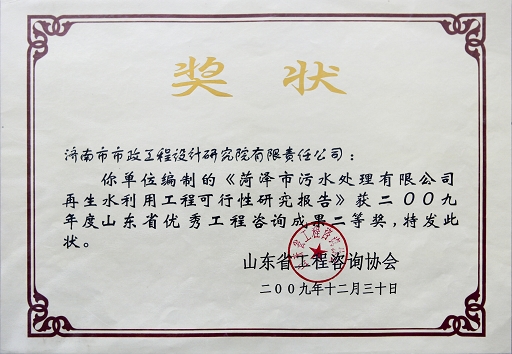 奖状
济南市市政工程设计研究院有限责任公司：
你单位编制的《菏泽市污水处理有限公司
再生水利用工程可行性研究报告》获二〇〇九
年度山东省优秀工程咨询成果二等奖，特发此
状。
山东省工程咨询协会
二〇〇九年十二月三十日